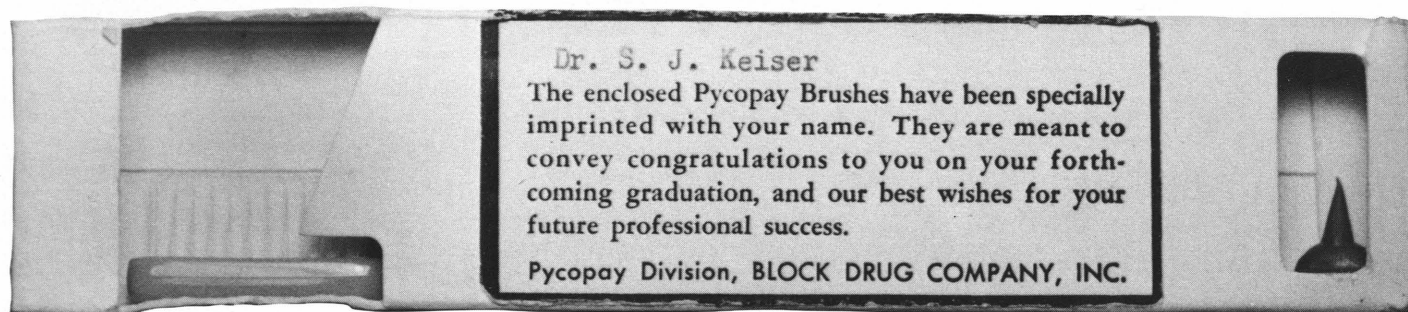 Dr. S. J. Keiser
The enclosed Pycopay Brushes have been specially
imprinted with your name. They are meant to
convey congratulations to you on your forth-
coming graduation, and our best wishes for your
future professional success.
Pycopay Division, BLOCK DRUG COMPANY, INC.